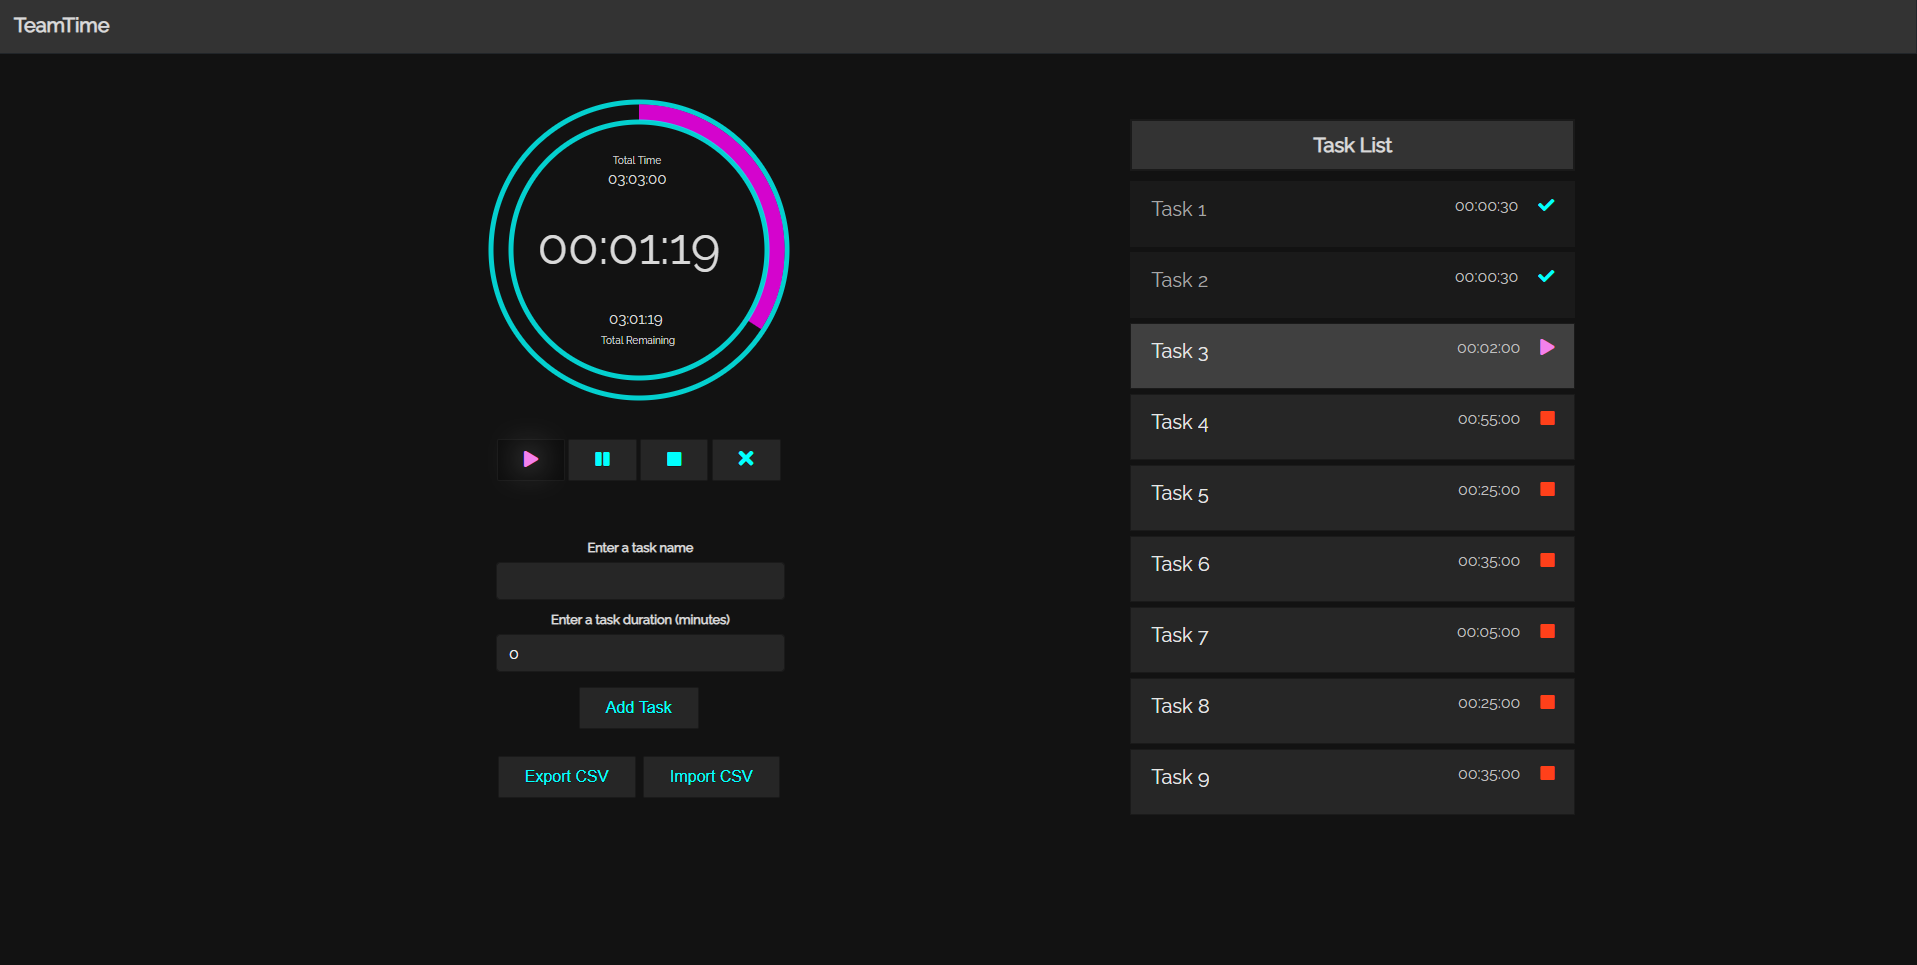 TeamTime
Total Time
03:03:00
00:01:19
03:01:19
Total Remaining
Enter a task name
Enter a task duration (minutes)
0
Add Task
Export CSV Import CSV
Task List
Task 1 00:00:30
Task 2 00:00:30
Task 3 00:02:00
Task 4 00:55:00
Task 5 00:25:00
Task 6 00:35:00
Task 7 00:05:00
Task 8 00:25:00
Task 9 00:35:00